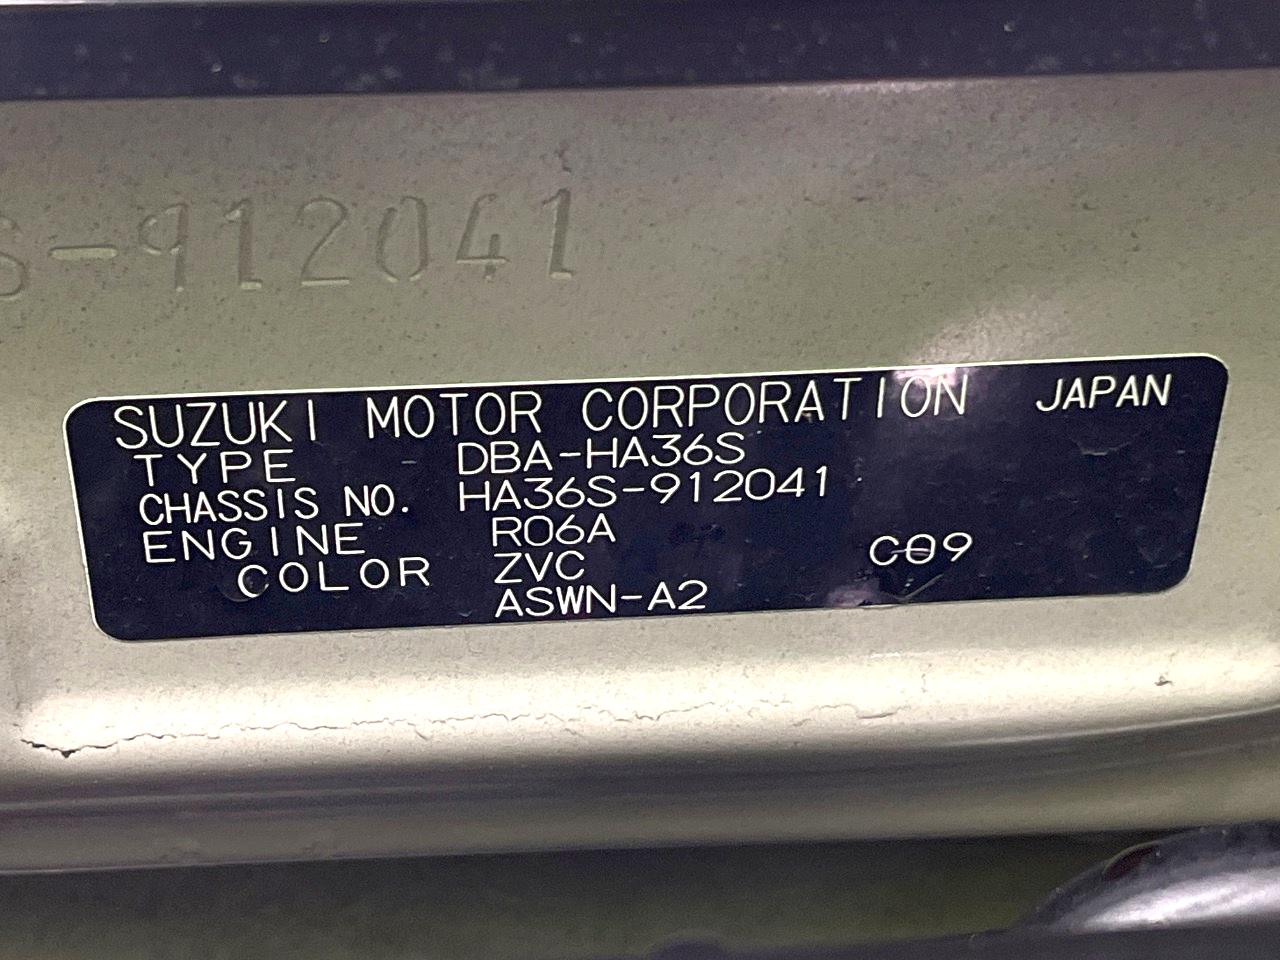 S-912041
SUZUKI MOTOR CORPORATION JAPAN
TYPE DBA-HA36S
CHASSIS NO. HA36S-912041
ENGINE R06A
COLOR ZVC C09
ASWN-A2